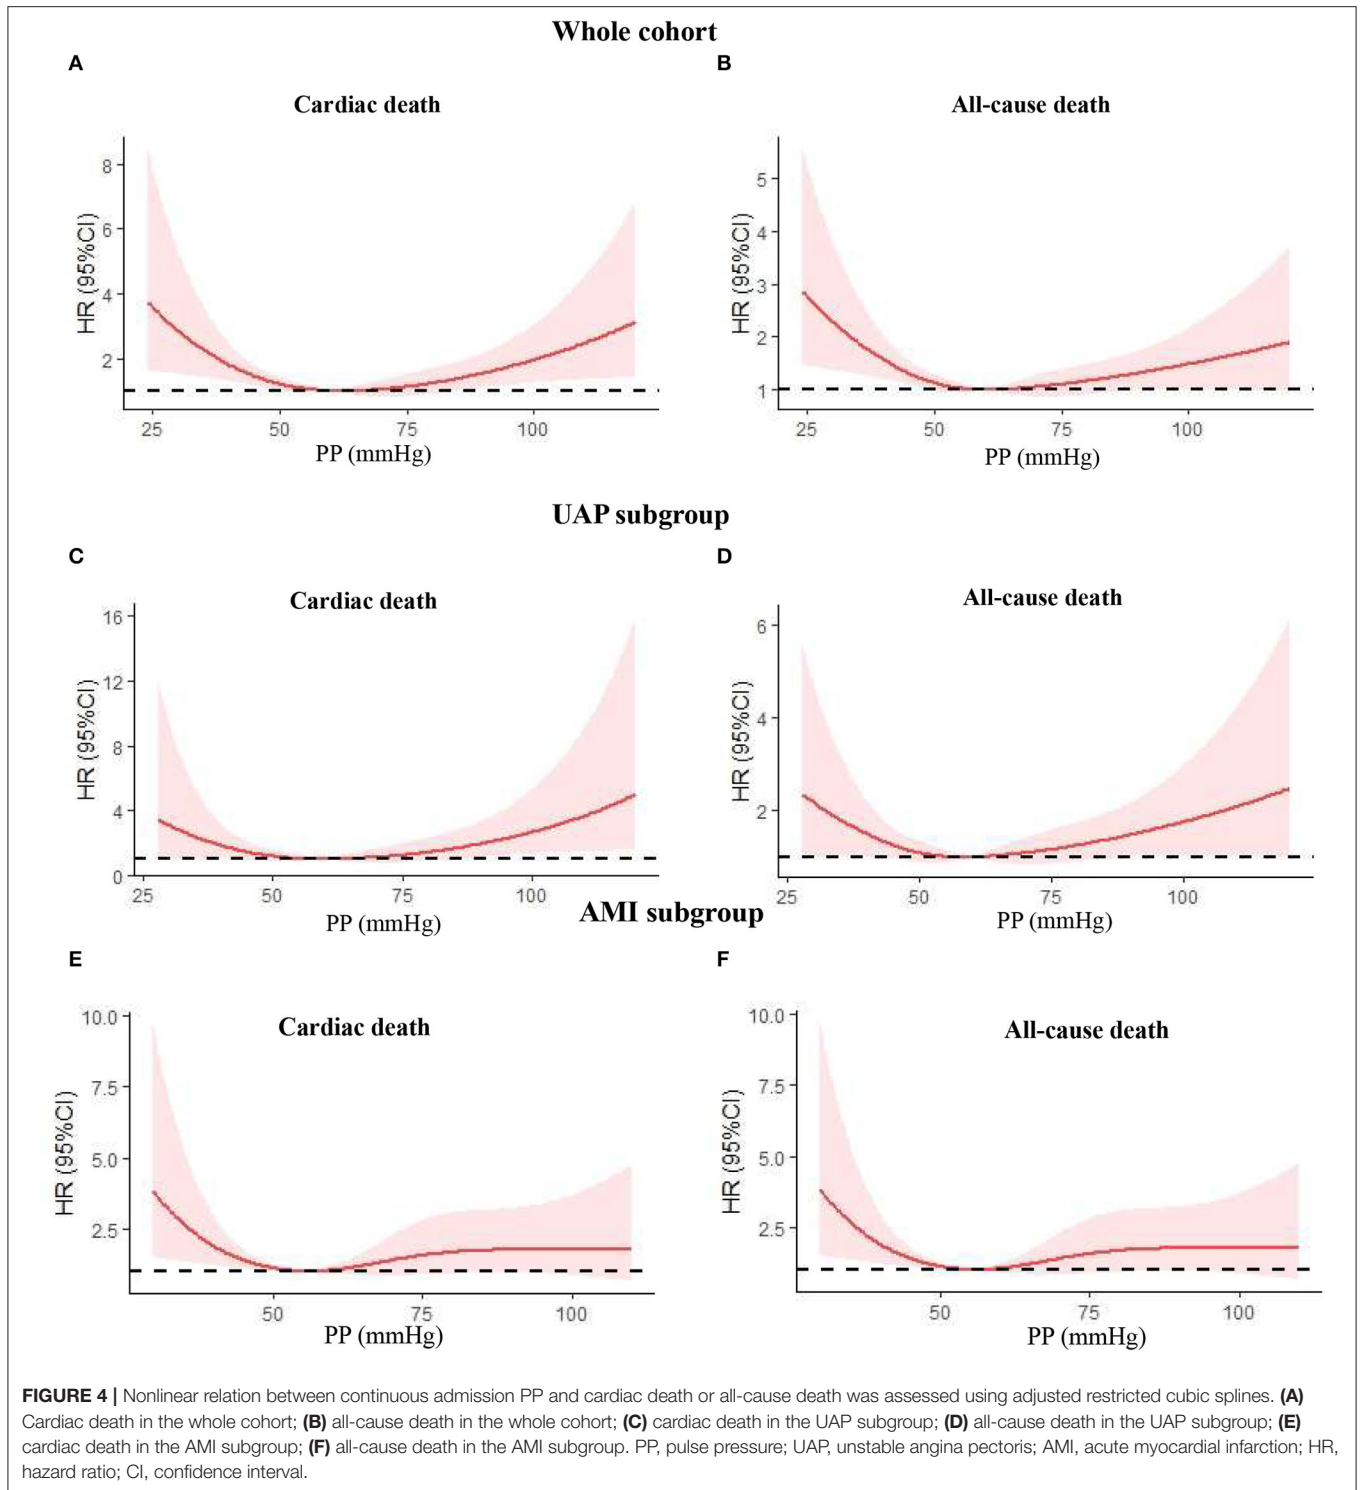 Whole cohort
A
B
Cardiac death
All-cause death
HR (95%CI)
8
6
4
2
25 50 75 100
PP (mmHg)
HR (95%CI)
5
4
3
2
1
25 50 75 100
PP (mmHg)
UAP subgroup
C
D
Cardiac death
All-cause death
HR (95%CI)
16
12
8
4
0
25 50 75 100
PP (mmHg)
HR (95%CI)
6
4
2
25 50 75 100
PP (mmHg)
AMI subgroup
E
F
Cardiac death
All-cause death
HR (95%CI)
10.0
7.5
5.0
2.5
50 75 100
PP (mmHg)
HR (95%CI)
10.0
7.5
5.0
2.5
50 75 100
PP (mmHg)
FIGURE 4 | Nonlinear relation between continuous admission PP and cardiac death or all-cause death was assessed using adjusted restricted cubic splines. (A)
Cardiac death in the whole cohort; (B) all-cause death in the whole cohort; (C) cardiac death in the UAP subgroup; (D) all-cause death in the UAP subgroup; (E)
cardiac death in the AMI subgroup; (F) all-cause death in the AMI subgroup. PP, pulse pressure; UAP, unstable angina pectoris; AMI, acute myocardial infarction; HR,
hazard ratio; CI, confidence interval.